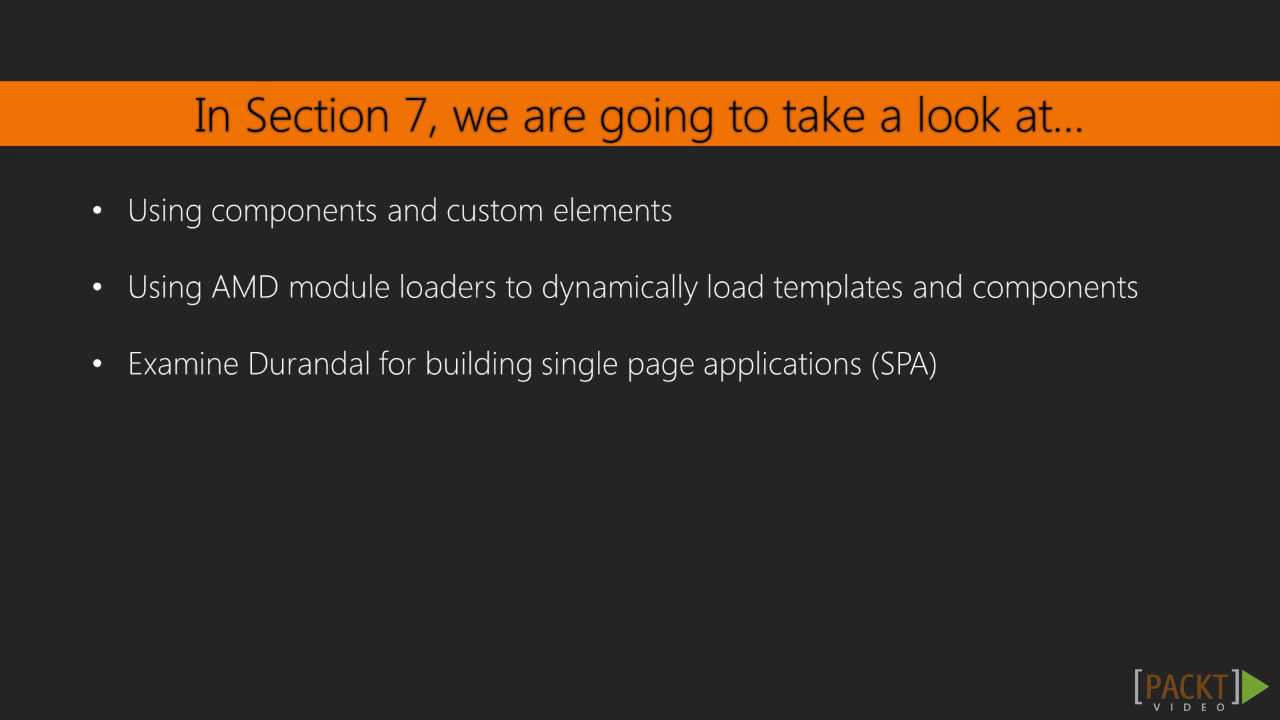 In Section 7, we are going to take a look at...
• Using components and custom elements
• Using AMD module loaders to dynamically load templates and components
• Examine Durandal for building single page applications (SPA)
[PACKT]
VIDEO